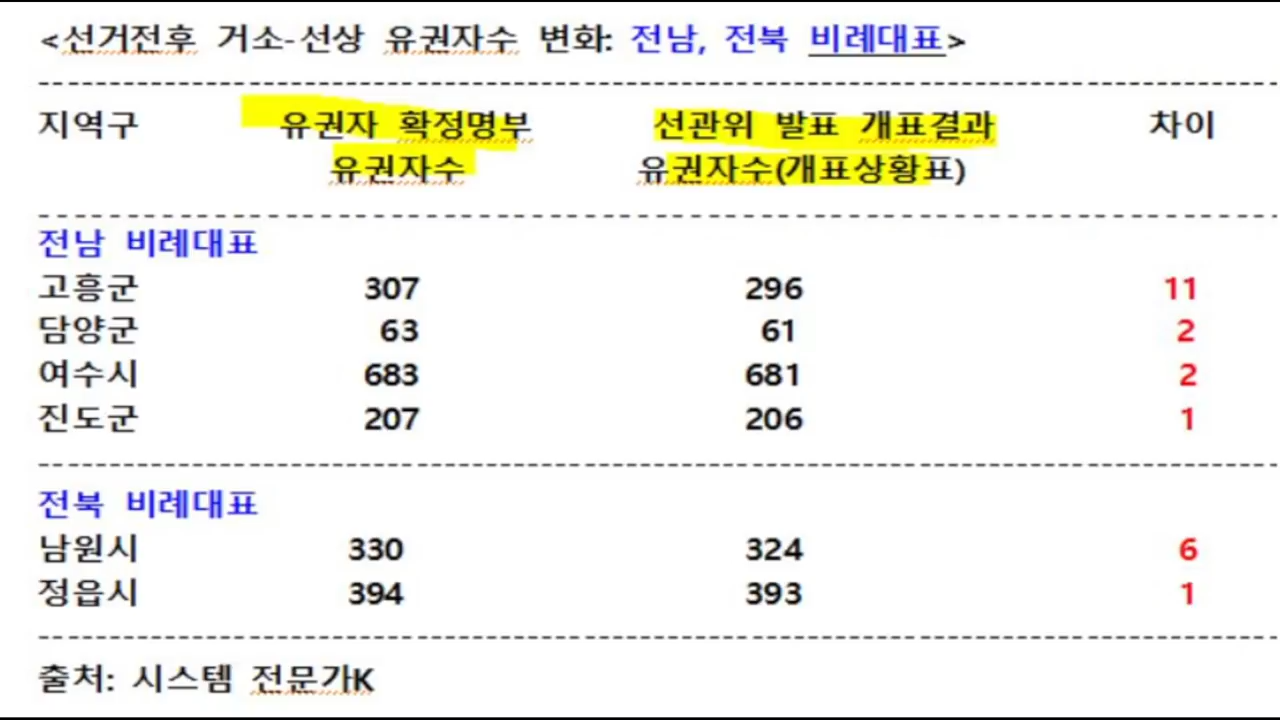 <선거전후 거소-선상 유권자수 변화: 전남, 전북 비례대표>
지역구 유권자 확정명부 선관위 발표 개표결과 차이
유권자수 유권자수(개표상황표)
전남 비례대표
고흥군 307 296 11
담양군 63 61 2
여수시 683 681 2
진도군 207 206 1
전북 비례대표
남원시 330 324 6
정읍시 394 393 1
출처: 시스템 전문가K